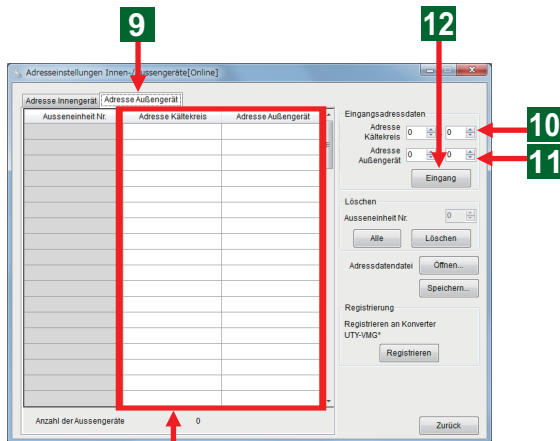 9
12
Adresseinstellungen Innen-/Aussengeräte[Online]
Adresse Innengerät
Adresse Außengerät
Ausseneinheit Nr.
Adresse Kältekreis
Adresse Außengerät
Eingangsadressdaten
Adresse
Kältekreis
0
0
10
Adresse
Außengerät
0
0
11
Eingang
Löschen
Ausseneinheit Nr.
0
Alle
Löschen
Adressdatendatei
Öffnen...
Speichern...
Registrierung
Registrieren an Konverter
UTY-VMG*
Registrieren
Anzahl der Aussengeräte
0
Zurück